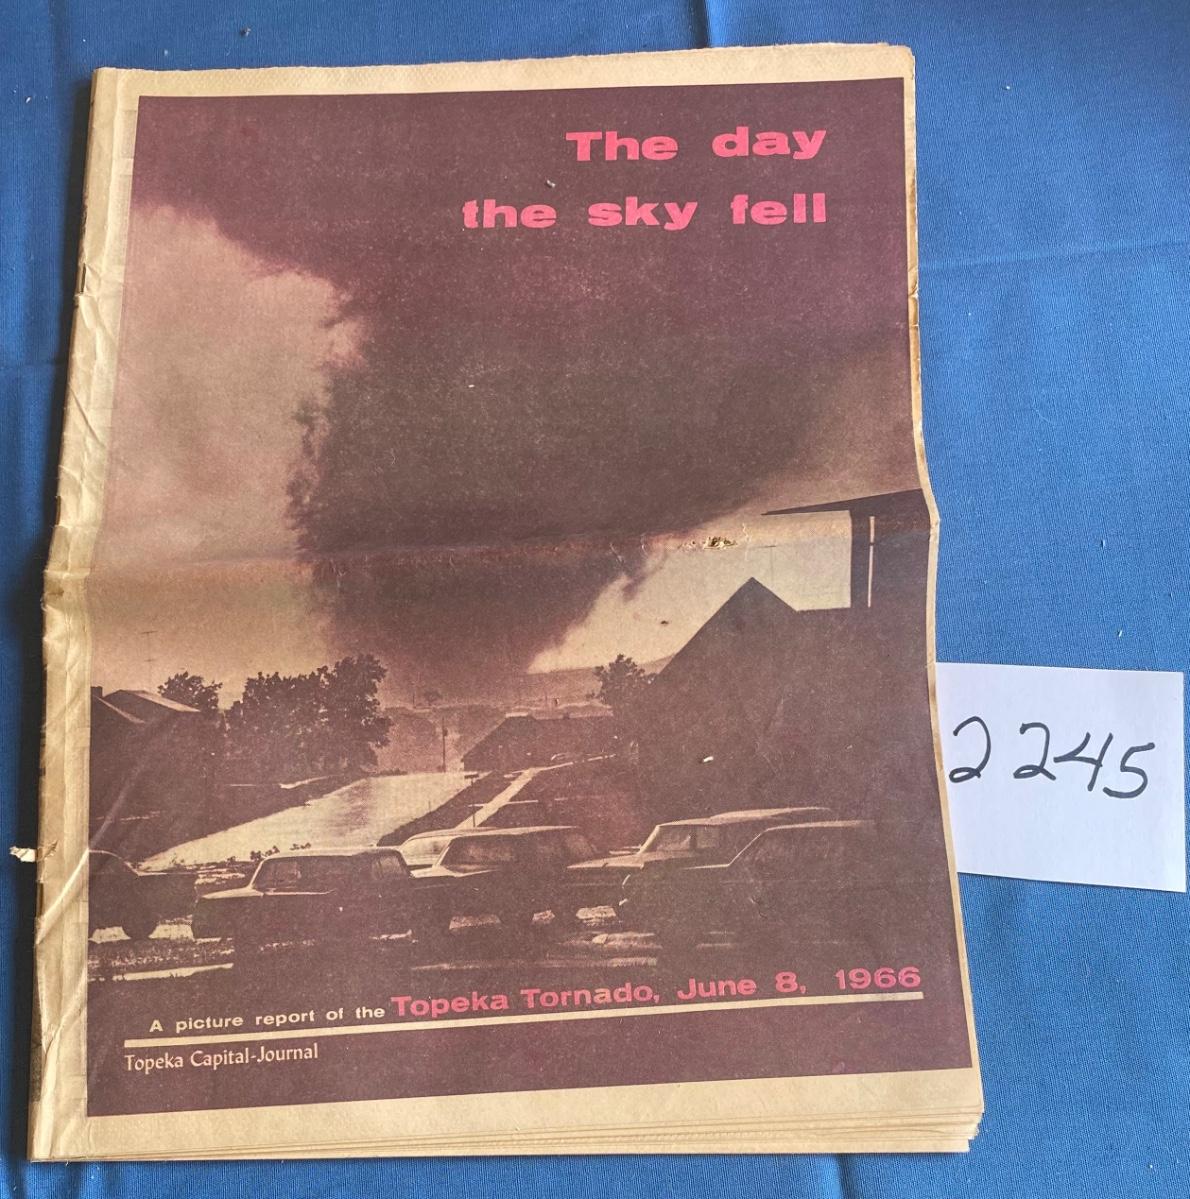 The day
the sky fell
2245
A picture report of the Topeka Tornado, June 8, 1966
Topeka Capital-Journal